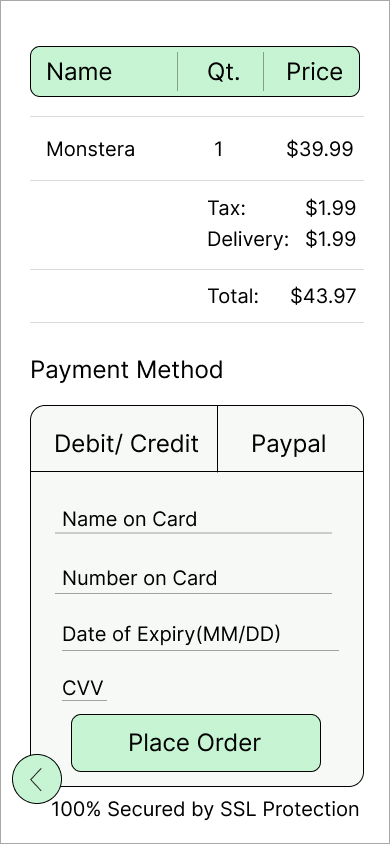 Name Qt. Price
Monstera 1 $39.99
Tax: $1.99
Delivery: $1.99
Total: $43.97
Payment Method
Debit/ Credit Paypal
Name on Card
Number on Card
Date of Expiry(MM/DD)
CVV
Place Order
100% Secured by SSL Protection